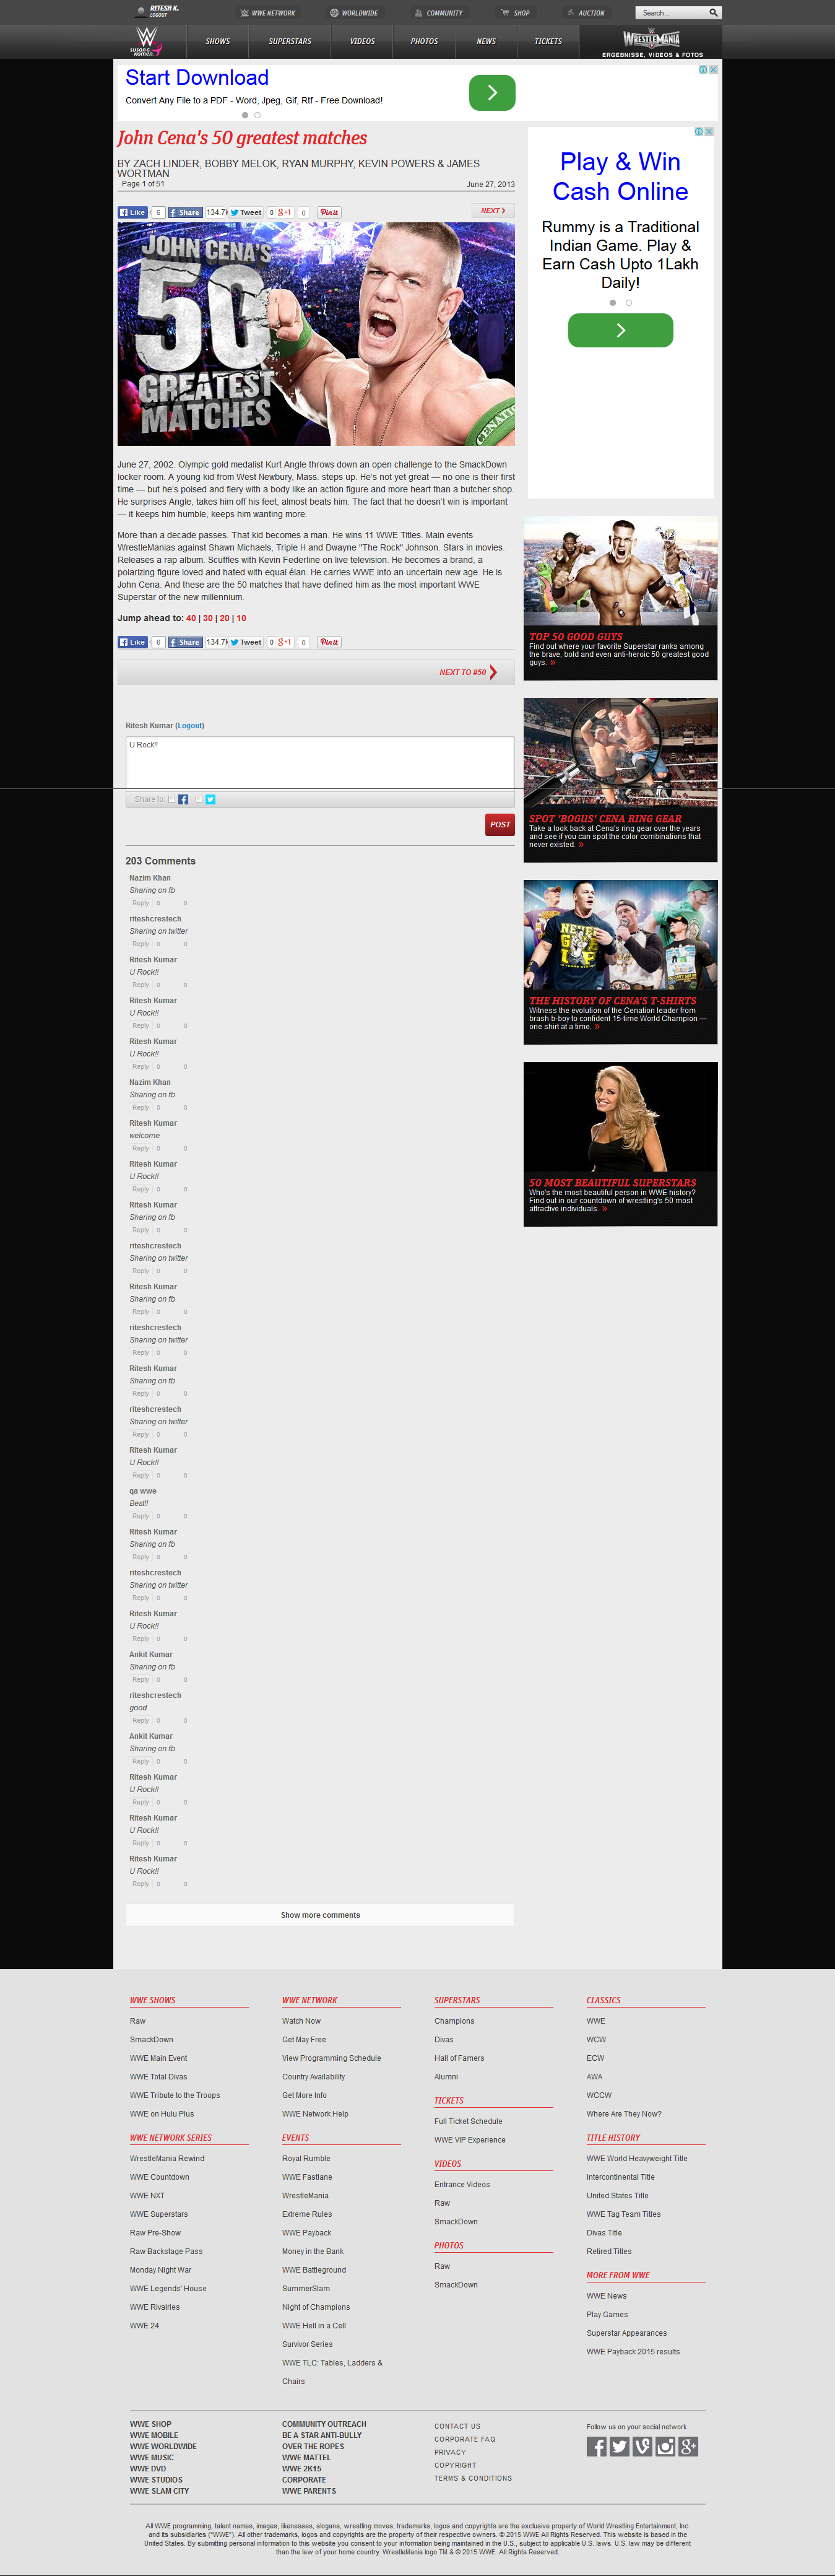 RITESH K.
LOGOUT
WWE NETWORK
WORLDWIDE
COMMUNITY
SHOP
AUCTION
Search...
SHOWS
SUPERSTARS
VIDEOS
PHOTOS
NEWS
TICKETS
WRESTLEMANIA
ERGEBNISSE, VIDEOS & FOTOS
Start Download
Convert Any File to a PDF - Word, Jpeg, Gif, Rtf - Free Download!
John Cena's 50 greatest matches
BY ZACH LINDER, BOBBY MELOK, RYAN MURPHY, KEVIN POWERS & JAMES
WORTMAN
Page 1 of 51
June 27, 2013
Like 6 Share 134.7K Tweet 0 +1 0 Pin it
NEXT
JOHN CENA'S
50
GREATEST
MATCHES
June 27, 2002. Olympic gold medalist Kurt Angle throws down an open challenge to the SmackDown
locker room. A young kid from West Newbury, Mass. steps up. He's not yet great — no one is their first
time — but he's poised and fiery with a body like an action figure and more heart than a butcher shop.
He surprises Angle, takes him off his feet, almost beats him. The fact that he doesn't win is important
— it keeps him humble, keeps him wanting more.
More than a decade passes. That kid becomes a man. He wins 11 WWE Titles. Main events
WrestleManias against Shawn Michaels, Triple H and Dwayne "The Rock" Johnson. Stars in movies.
Releases a rap album. Scuffles with Kevin Federline on live television. He becomes a brand, a
polarizing figure loved and hated with equal élan. He carries WWE into an uncertain new age. He is
John Cena. And these are the 50 matches that have defined him as the most important WWE
Superstar of the new millennium.
Jump ahead to: 40 | 30 | 20 | 10
Like 6 Share 134.7K Tweet 0 +1 0 Pin it
NEXT TO #50
Ritesh Kumar (Logout)
U Rock!!
Share to:
POST
203 Comments
Nazim Khan
Sharing on fb
Reply 0 0
riteshcrestech
Sharing on twitter
Reply 0 0
Ritesh Kumar
U Rock!!
Reply 0 0
Ritesh Kumar
U Rock!!
Reply 0 0
Ritesh Kumar
U Rock!!
Reply 0 0
Nazim Khan
Sharing on fb
Reply 0 0
Ritesh Kumar
welcome
Reply 0 0
Ritesh Kumar
U Rock!!
Reply 0 0
Ritesh Kumar
Sharing on fb
Reply 0 0
riteshcrestech
Sharing on twitter
Reply 0 0
Ritesh Kumar
Sharing on fb
Reply 0 0
riteshcrestech
Sharing on twitter
Reply 0 0
Ritesh Kumar
Sharing on fb
Reply 0 0
riteshcrestech
Sharing on twitter
Reply 0 0
Ritesh Kumar
U Rock!!
Reply 0 0
qa wwe
Best!!
Reply 0 0
Ritesh Kumar
Sharing on fb
Reply 0 0
riteshcrestech
Sharing on twitter
Reply 0 0
Ritesh Kumar
U Rock!!
Reply 0 0
Ankit Kumar
Sharing on fb
Reply 0 0
riteshcrestech
good
Reply 0 0
Ankit Kumar
Sharing on fb
Reply 0 0
Ritesh Kumar
U Rock!!
Reply 0 0
Ritesh Kumar
U Rock!!
Reply 0 0
Ritesh Kumar
U Rock!!
Reply 0 0
Show more comments
Play & Win
Cash Online
Rummy is a Traditional
Indian Game. Play &
Earn Cash Upto 1Lakh
Daily!
TOP 50 GOOD GUYS
Find out where your favorite Superstar ranks among
the brave, bold and even anti-heroic 50 greatest good
guys. »
SPOT 'BOGUS' CENA RING GEAR
Take a look back at Cena's ring gear over the years
and see if you can spot the color combinations that
never existed. »
NEVER
GIVE
UP
THE HISTORY OF CENA'S T-SHIRTS
Witness the evolution of the Cenation leader from
brash b-boy to confident 15-time World Champion —
one shirt at a time. »
50 MOST BEAUTIFUL SUPERSTARS
Who's the most beautiful person in WWE history?
Find out in our countdown of wrestling's 50 most
attractive individuals. »
WWE SHOWS
Raw
SmackDown
WWE Main Event
WWE Total Divas
WWE Tribute to the Troops
WWE on Hulu Plus
WWE NETWORK SERIES
WrestleMania Rewind
WWE Countdown
WWE NXT
WWE Superstars
Raw Pre-Show
Raw Backstage Pass
Monday Night War
WWE Legends' House
WWE Rivalries
WWE 24
WWE NETWORK
Watch Now
Get May Free
View Programming Schedule
Country Availability
Get More Info
WWE Network Help
EVENTS
Royal Rumble
WWE Fastlane
WrestleMania
Extreme Rules
WWE Payback
Money in the Bank
WWE Battleground
SummerSlam
Night of Champions
WWE Hell in a Cell
Survivor Series
WWE TLC: Tables, Ladders &
Chairs
SUPERSTARS
Champions
Divas
Hall of Famers
Alumni
TICKETS
Full Ticket Schedule
WWE VIP Experience
VIDEOS
Entrance Videos
Raw
SmackDown
PHOTOS
Raw
SmackDown
CLASSICS
WWE
WCW
ECW
AWA
WCCW
Where Are They Now?
TITLE HISTORY
WWE World Heavyweight Title
Intercontinental Title
United States Title
WWE Tag Team Titles
Divas Title
Retired Titles
MORE FROM WWE
WWE News
Play Games
Superstar Appearances
WWE Payback 2015 results
WWE SHOP
WWE MOBILE
WWE WORLDWIDE
WWE MUSIC
WWE DVD
WWE STUDIOS
WWE SLAM CITY
COMMUNITY OUTREACH
BE A STAR ANTI-BULLY
OVER THE ROPES
WWE MATTEL
WWE 2K15
CORPORATE
WWE PARENTS
CONTACT US
CORPORATE FAQ
PRIVACY
COPYRIGHT
TERMS & CONDITIONS
Follow us on your social network
All WWE programming, talent names, images, likenesses, slogans, wrestling moves, trademarks, logos and copyrights are the exclusive property of World Wrestling Entertainment, Inc.
and its subsidiaries ("WWE"). All other trademarks, logos and copyrights are the property of their respective owners. © 2015 WWE All Rights Reserved. This website is based in the
United States. By submitting personal information to this website you consent to your information being maintained in the U.S., subject to applicable U.S. laws. U.S. law may be different
than the law of your home country. WrestleMania logo TM & © 2015 WWE. All Rights Reserved.